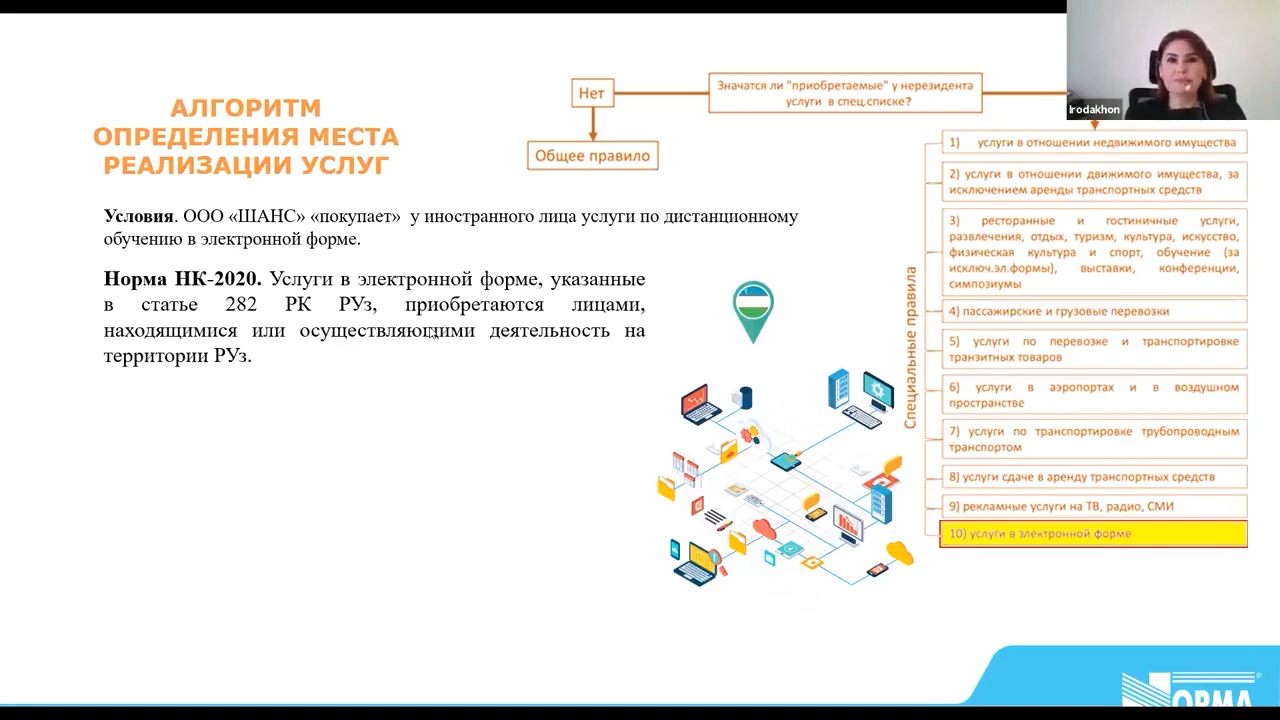 АЛГОРИТМ
ОПРЕДЕЛЕНИЯ МЕСТА
РЕАЛИЗАЦИИ УСЛУГ
Нет
Общее правило
Значатся ли "приобретаемые" у нерезидента
услуги в спец.списке?
Irodakhon
Условия. ООО «ШАНС» «покупает» у иностранного лица услуги по дистанционному
обучению в электронной форме.
Норма НК-2020. Услуги в электронной форме, указанные
в статье 282 РК РУз, приобретаются лицами,
находящимися или осуществляющими деятельность на
территории РУз.
Специальные правила
1) услуги в отношении недвижимого имущества
2) услуги в отношении движимого имущества, за
исключением аренды транспортных средств
3) ресторанные и гостиничные услуги,
развлечения, отдых, туризм, культура, искусство,
физическая культура и спорт, обучение (за
исключ.эл.формы), выставки, конференции,
симпозиумы
4) пассажирские и грузовые перевозки
5) услуги по перевозке и транспортировке
транзитных товаров
6) услуги в аэропортах и в воздушном
пространстве
7) услуги по транспортировке трубопроводным
транспортом
8) услуги сдаче в аренду транспортных средств
9) рекламные услуги на ТВ, радио, СМИ
10) услуги в электронной форме
НОРМА